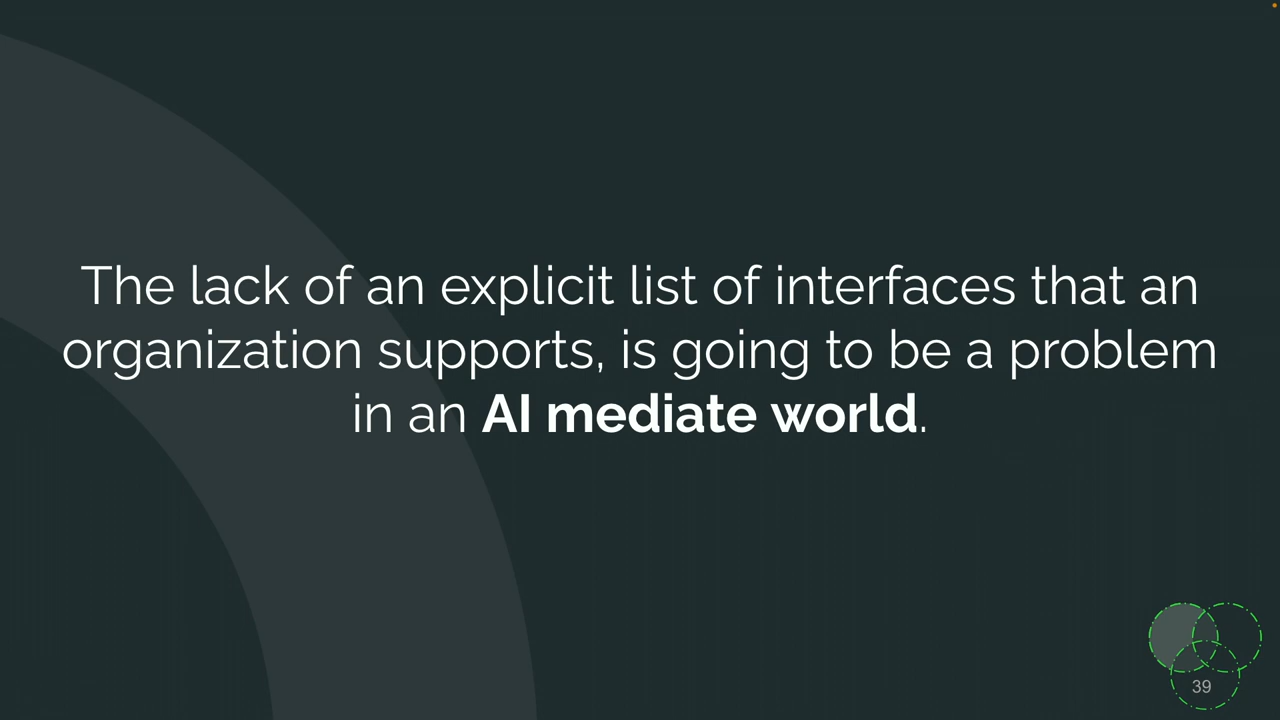 The lack of an explicit list of interfaces that an
organization supports, is going to be a problem
in an AI mediate world.
39